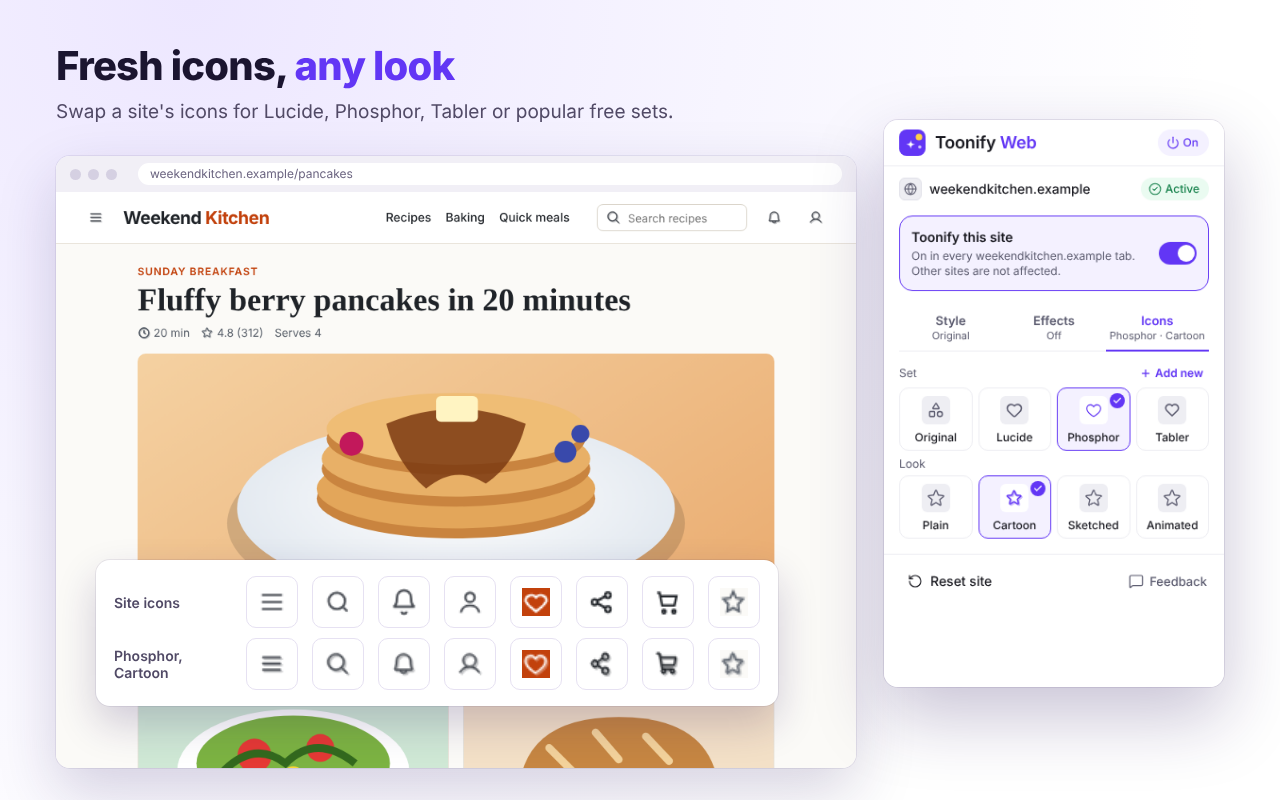 Fresh icons, any look
Swap a site's icons for Lucide, Phosphor, Tabler or popular free sets.
weekendkitchen.example/pancakes
Weekend Kitchen
Recipes Baking Quick meals
Search recipes
SUNDAY BREAKFAST
Fluffy berry pancakes in 20 minutes
20 min 4.8 (312) Serves 4
Site icons
Phosphor,
Cartoon
Toonify Web
On
weekendkitchen.example
Active
Toonify this site
On in every weekendkitchen.example tab.
Other sites are not affected.
Style Effects Icons
Original Off Phosphor · Cartoon
Set + Add new
Original Lucide Phosphor Tabler
Look
Plain Cartoon Sketched Animated
Reset site Feedback